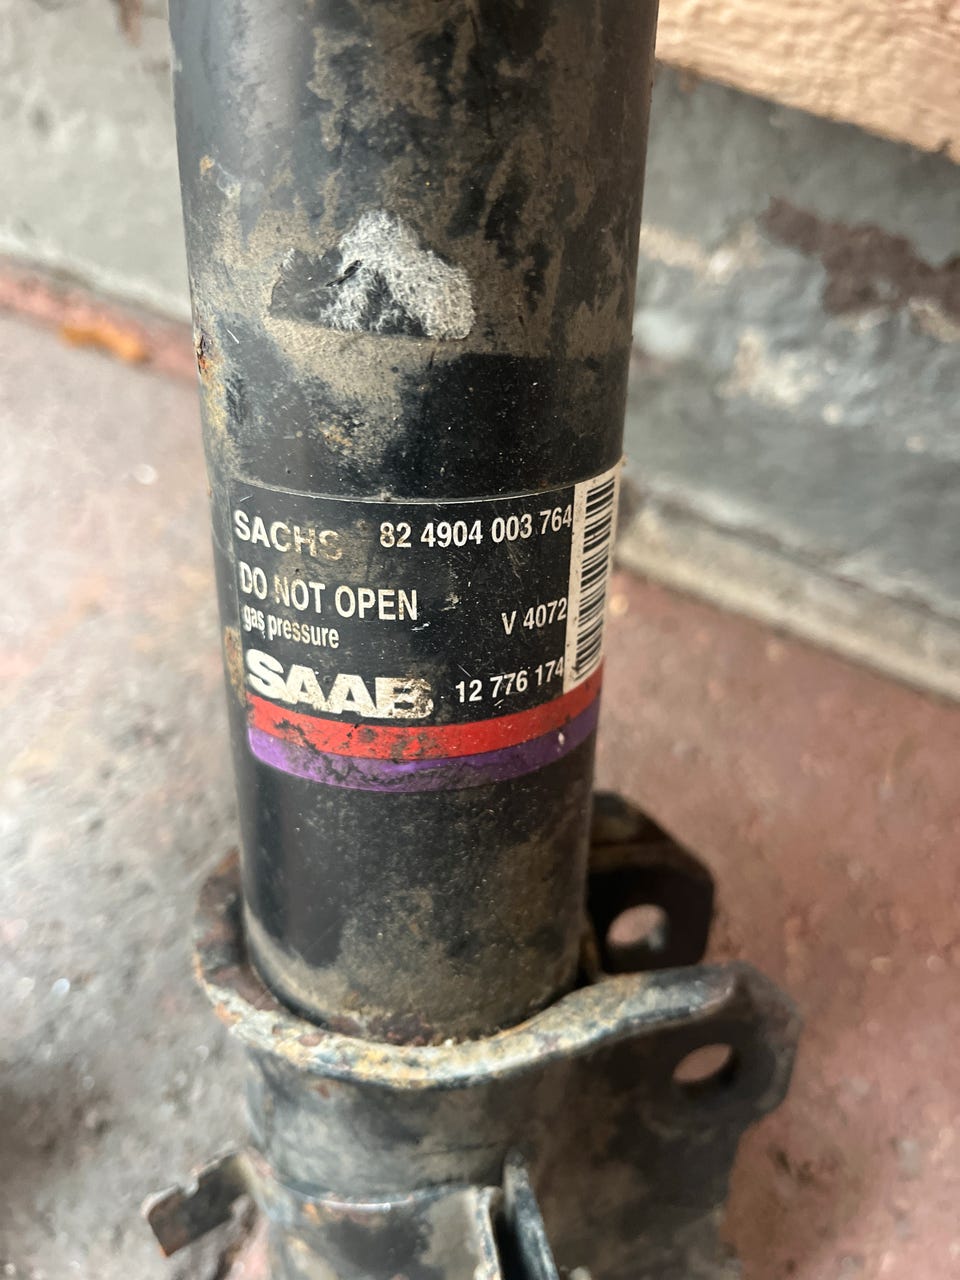 SACHS 82 4904 003 764
DO NOT OPEN
gas pressure V 4072
SAAB 12 776 174